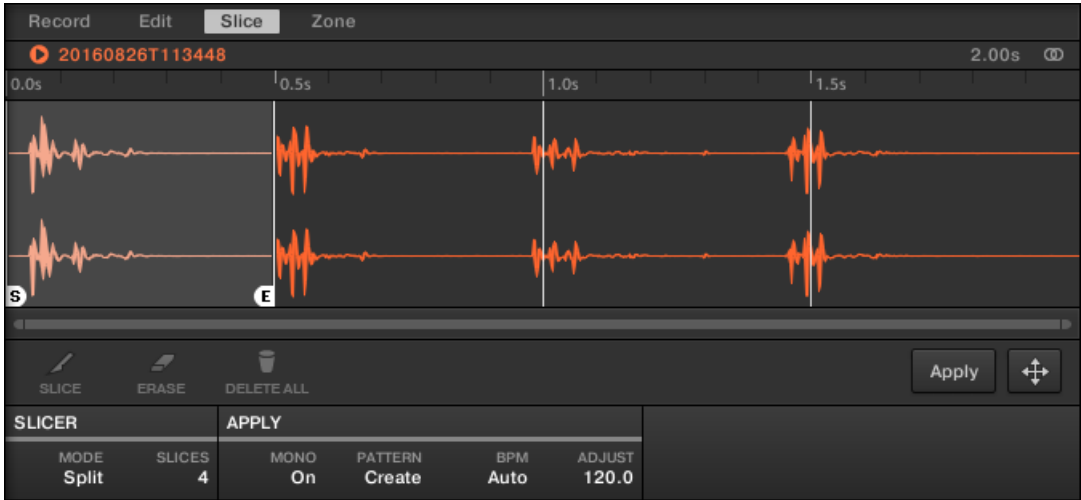 Record Edit Slice Zone
20160826T113448 2.00s
0.0s 0.5s 1.0s 1.5s
S E
SLICE ERASE DELETE ALL Apply
SLICER APPLY
MODE SLICES MONO PATTERN BPM ADJUST
Split 4 On Create Auto 120.0